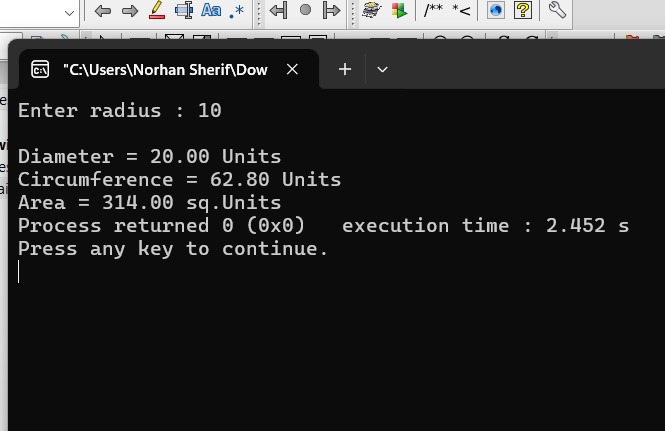 Aa .* /** *<
"C:\Users\Norhan Sherif\Dow
Enter radius : 10
Diameter = 20.00 Units
Circumference = 62.80 Units
Area = 314.00 sq.Units
Process returned 0 (0x0)   execution time : 2.452 s
Press any key to continue.